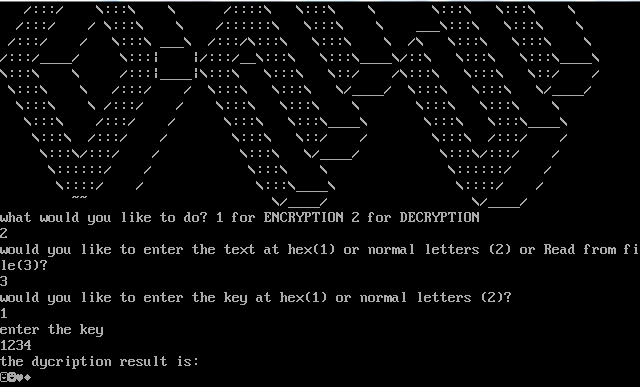 what would you like to do? 1 for ENCRYPTION 2 for DECRYPTION
2
would you like to enter the text at hex(1) or normal letters (2) or Read from fi
le(3)?
3
would you like to enter the key at hex(1) or normal letters (2)?
1
enter the key
1234
the dycription result is:
☺☻♥♦